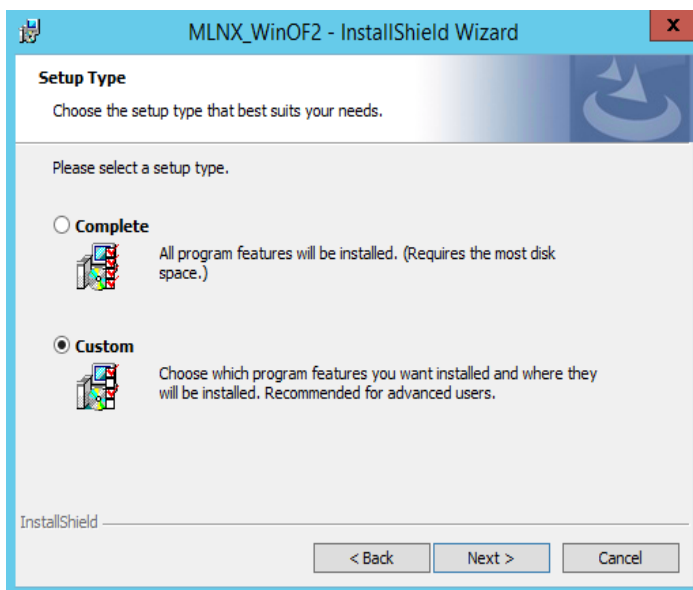 MLNX_WinOF2 - InstallShield Wizard
x
Setup Type
Choose the setup type that best suits your needs.
Please select a setup type.
Complete
All program features will be installed. (Requires the most disk
space.)
Custom
Choose which program features you want installed and where they
will be installed. Recommended for advanced users.
InstallShield
< Back Next > Cancel